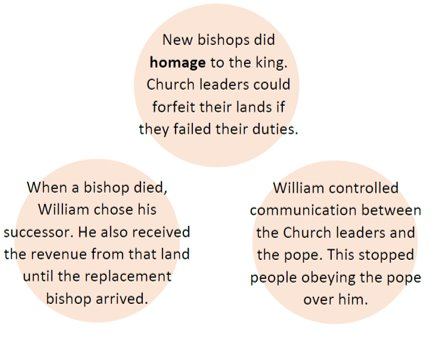 New bishops did
homage to the king.
Church leaders could
forfeit their lands if
they failed their duties.
When a bishop died,
William chose his
successor. He also received
the revenue from that land
until the replacement
bishop arrived.
William controlled
communication between
the Church leaders and
the pope. This stopped
people obeying the pope
over him.